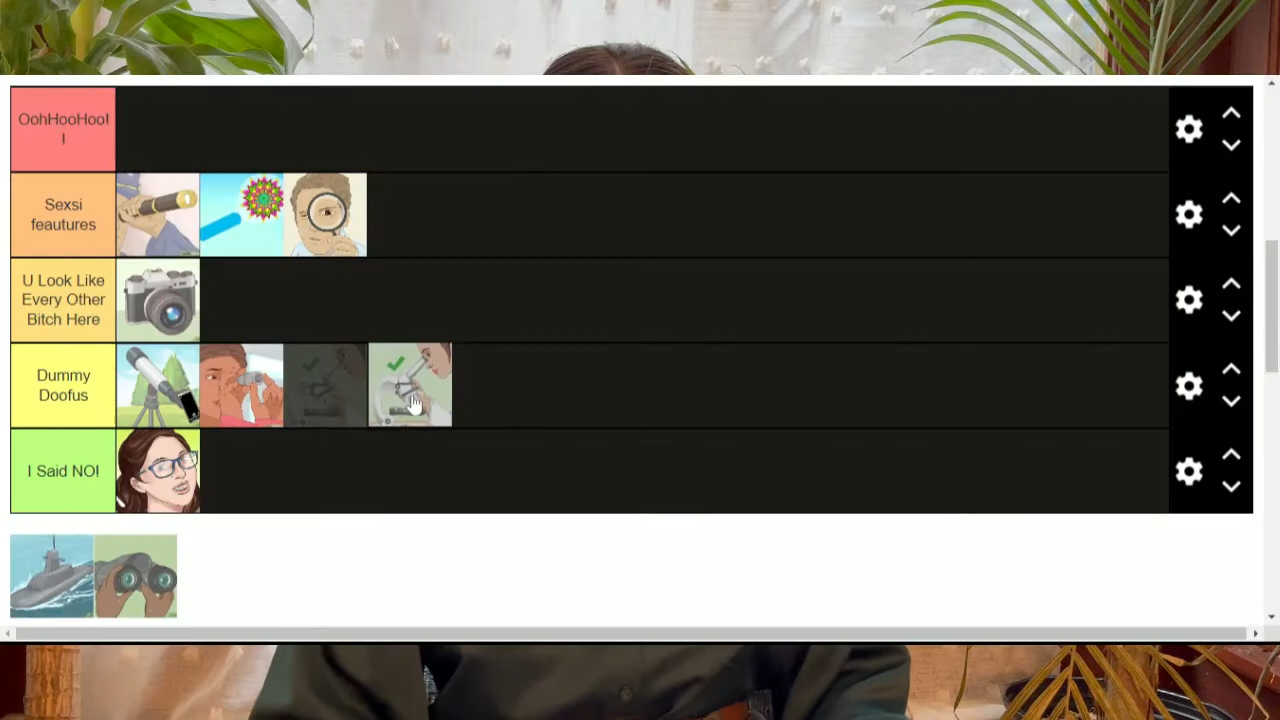 OohHooHoo!
!
Sexsi
feautures
U Look Like
Every Other
Bitch Here
Dummy
Doofus
I Said NO!